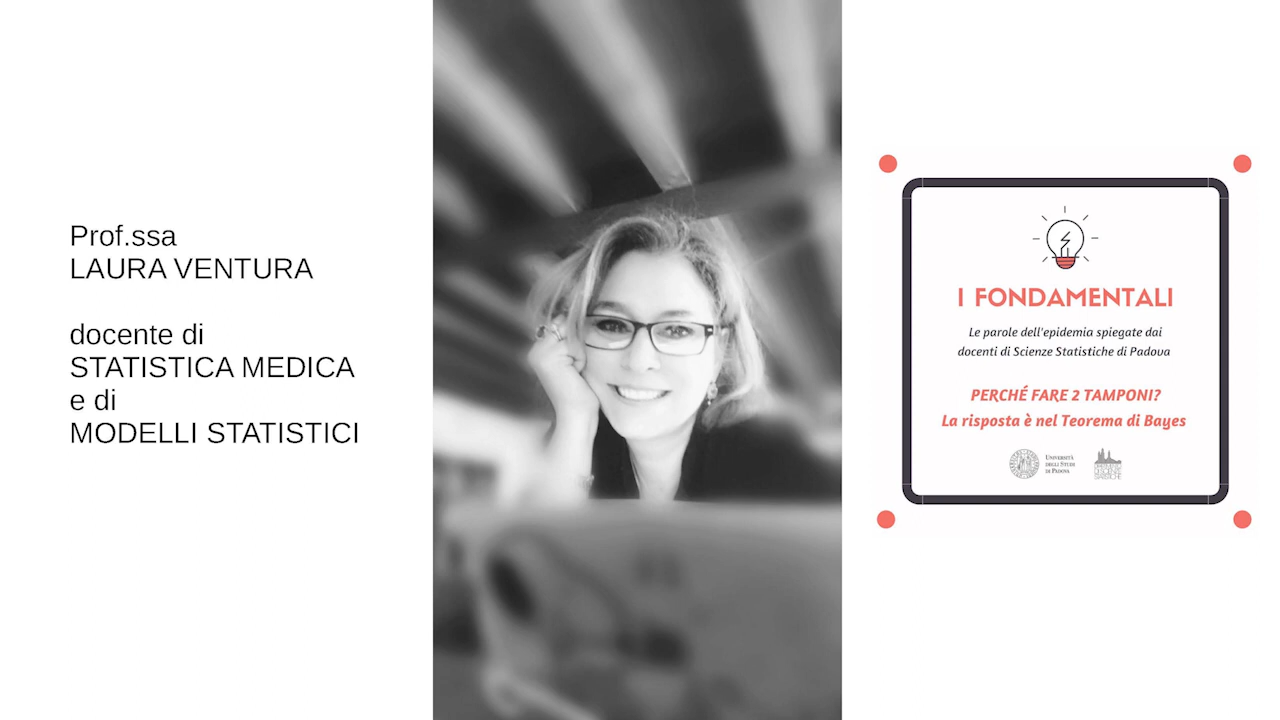 Prof.ssa
LAURA VENTURA
docente di
STATISTICA MEDICA
e di
MODELLI STATISTICI
I FONDAMENTALI
Le parole dell'epidemia spiegate dai
docenti di Scienze Statistiche di Padova
PERCHÉ FARE 2 TAMPONI?
La risposta è nel Teorema di Bayes
UNIVERSITÀ
DEGLI STUDI
DI PADOVA